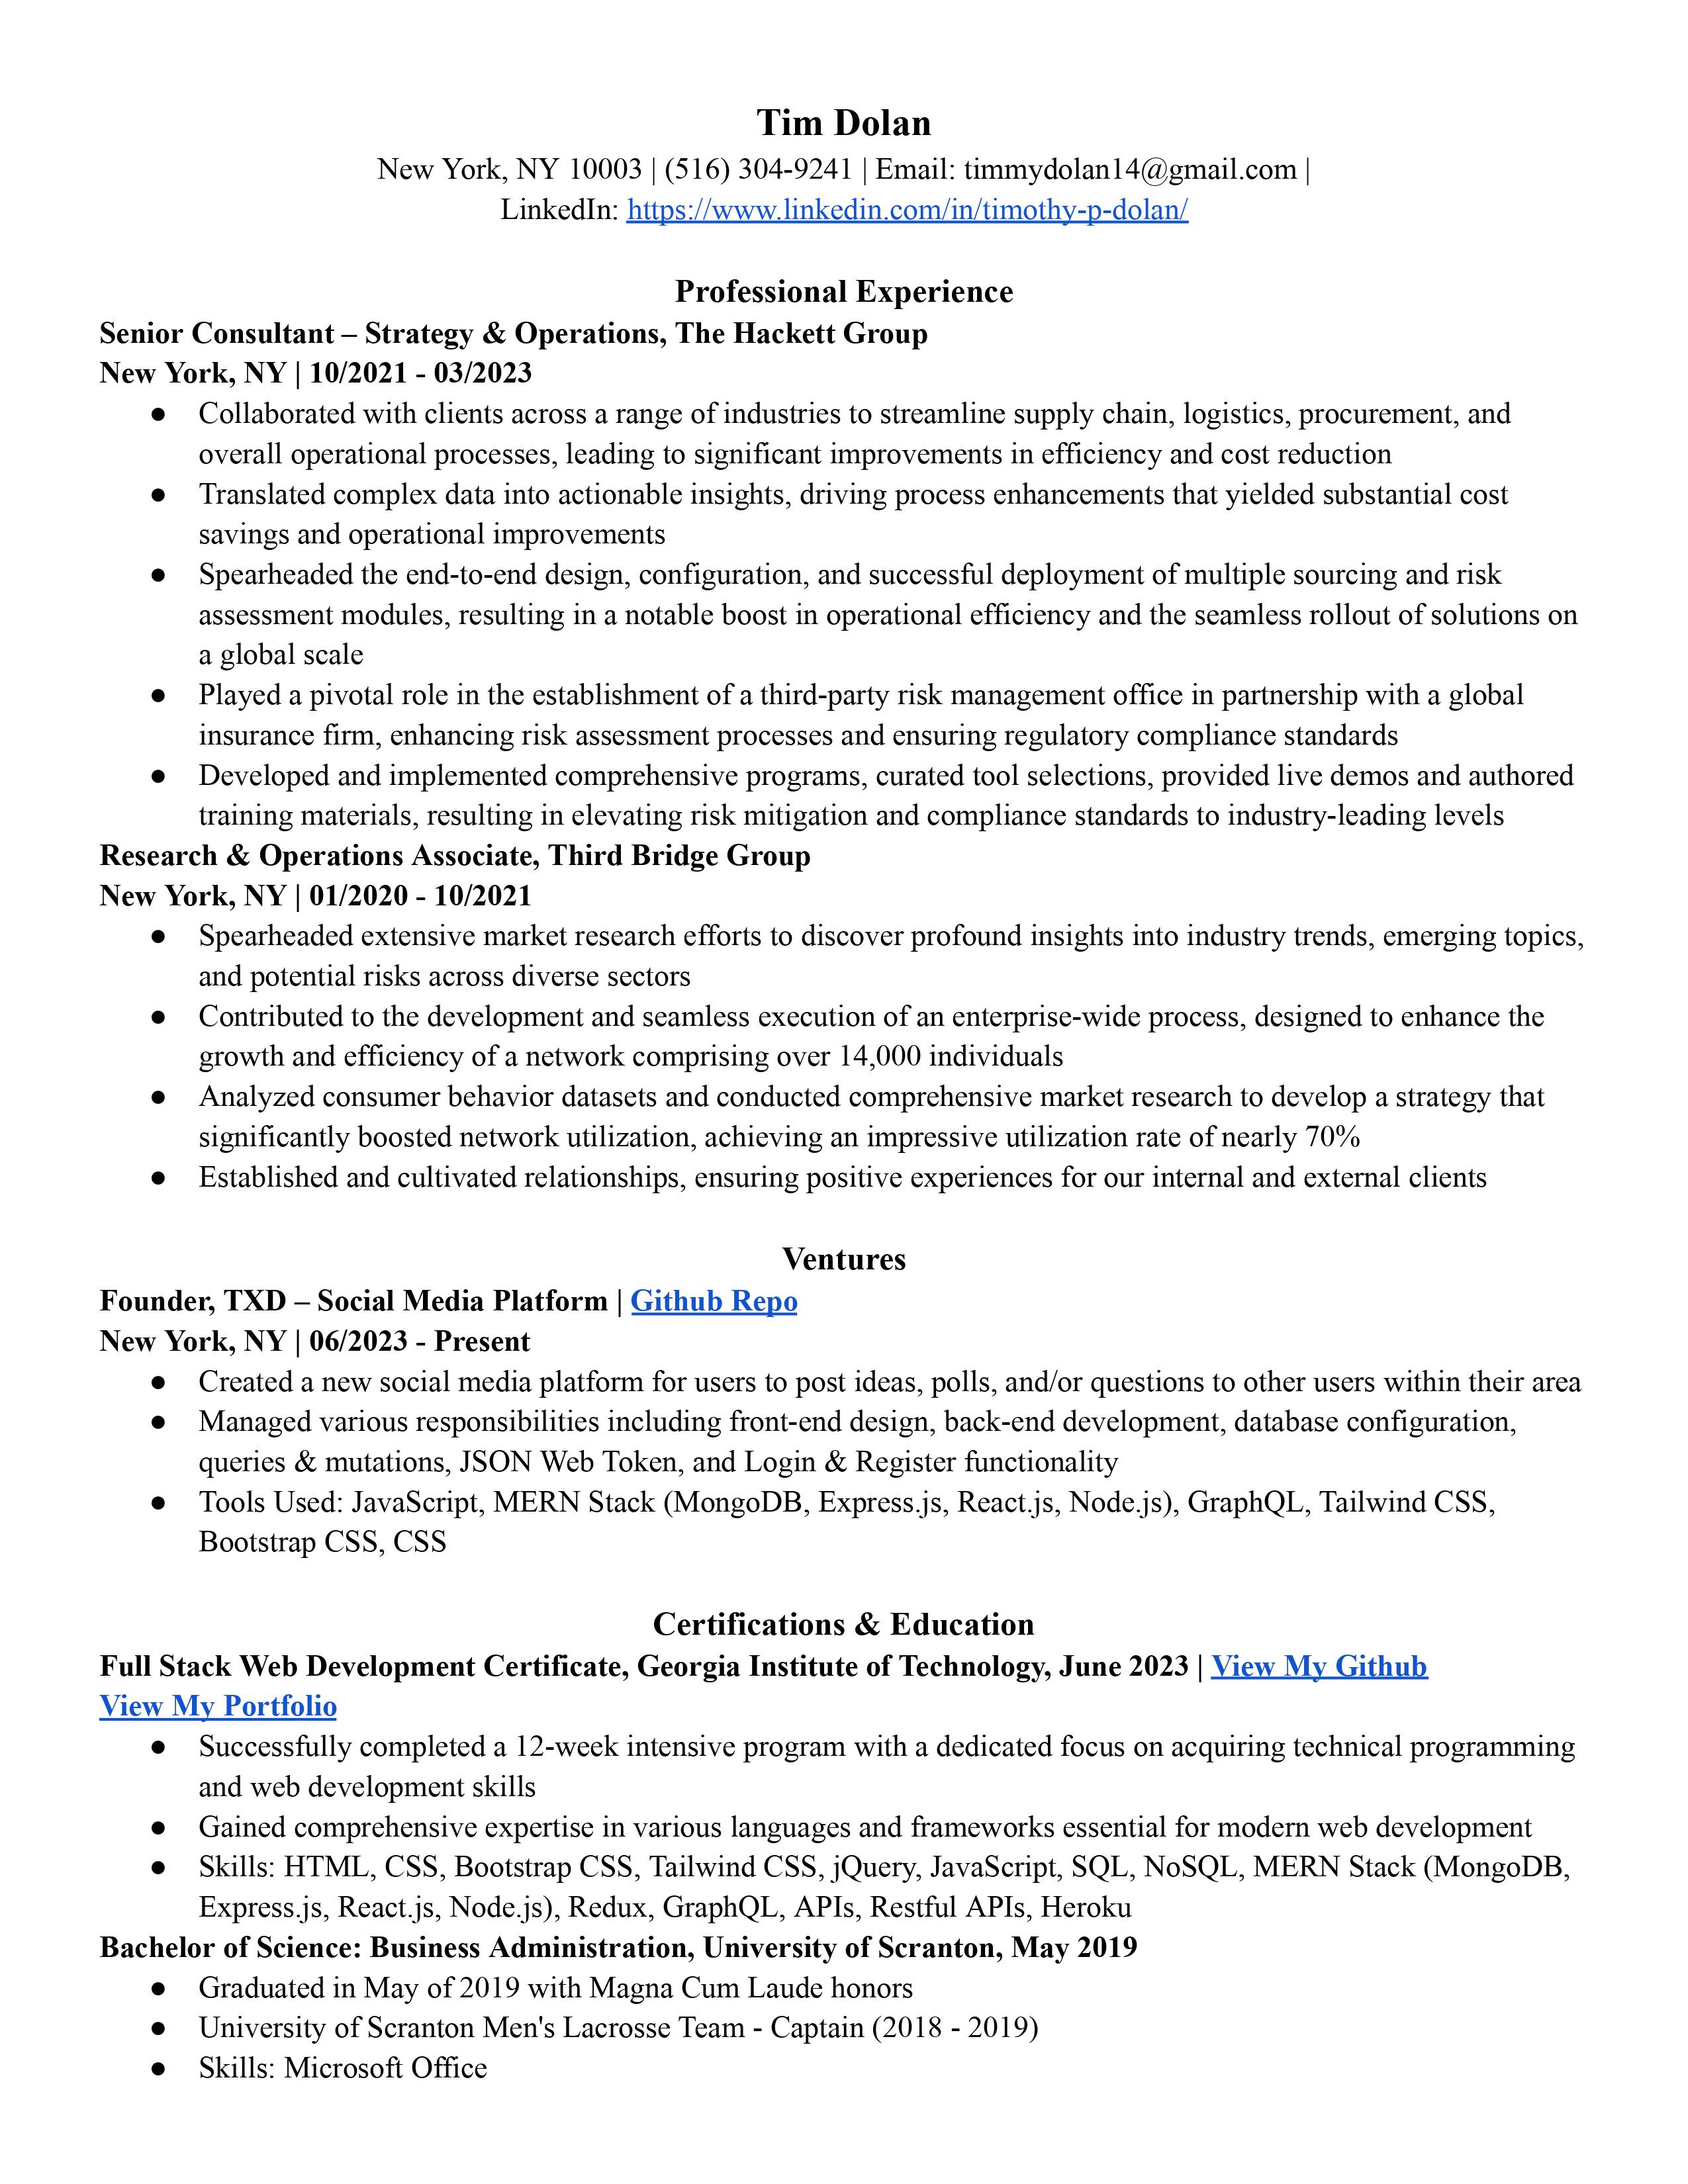 Tim Dolan
New York, NY 10003 | (516) 304-9241 | Email: timmydolan14@gmail.com |
LinkedIn: https://www.linkedin.com/in/timothy-p-dolan/
Professional Experience
Senior Consultant – Strategy & Operations, The Hackett Group
New York, NY | 10/2021 - 03/2023
● Collaborated with clients across a range of industries to streamline supply chain, logistics, procurement, and
overall operational processes, leading to significant improvements in efficiency and cost reduction
● Translated complex data into actionable insights, driving process enhancements that yielded substantial cost
savings and operational improvements
● Spearheaded the end-to-end design, configuration, and successful deployment of multiple sourcing and risk
assessment modules, resulting in a notable boost in operational efficiency and the seamless rollout of solutions on
a global scale
● Played a pivotal role in the establishment of a third-party risk management office in partnership with a global
insurance firm, enhancing risk assessment processes and ensuring regulatory compliance standards
● Developed and implemented comprehensive programs, curated tool selections, provided live demos and authored
training materials, resulting in elevating risk mitigation and compliance standards to industry-leading levels
Research & Operations Associate, Third Bridge Group
New York, NY | 01/2020 - 10/2021
● Spearheaded extensive market research efforts to discover profound insights into industry trends, emerging topics,
and potential risks across diverse sectors
● Contributed to the development and seamless execution of an enterprise-wide process, designed to enhance the
growth and efficiency of a network comprising over 14,000 individuals
● Analyzed consumer behavior datasets and conducted comprehensive market research to develop a strategy that
significantly boosted network utilization, achieving an impressive utilization rate of nearly 70%
● Established and cultivated relationships, ensuring positive experiences for our internal and external clients
Ventures
Founder, TXD – Social Media Platform | Github Repo
New York, NY | 06/2023 - Present
● Created a new social media platform for users to post ideas, polls, and/or questions to other users within their area
● Managed various responsibilities including front-end design, back-end development, database configuration,
queries & mutations, JSON Web Token, and Login & Register functionality
● Tools Used: JavaScript, MERN Stack (MongoDB, Express.js, React.js, Node.js), GraphQL, Tailwind CSS,
Bootstrap CSS, CSS
Certifications & Education
Full Stack Web Development Certificate, Georgia Institute of Technology, June 2023 | View My Github
View My Portfolio
● Successfully completed a 12-week intensive program with a dedicated focus on acquiring technical programming
and web development skills
● Gained comprehensive expertise in various languages and frameworks essential for modern web development
● Skills: HTML, CSS, Bootstrap CSS, Tailwind CSS, jQuery, JavaScript, SQL, NoSQL, MERN Stack (MongoDB,
Express.js, React.js, Node.js), Redux, GraphQL, APIs, Restful APIs, Heroku
Bachelor of Science: Business Administration, University of Scranton, May 2019
● Graduated in May of 2019 with Magna Cum Laude honors
● University of Scranton Men's Lacrosse Team - Captain (2018 - 2019)
● Skills: Microsoft Office